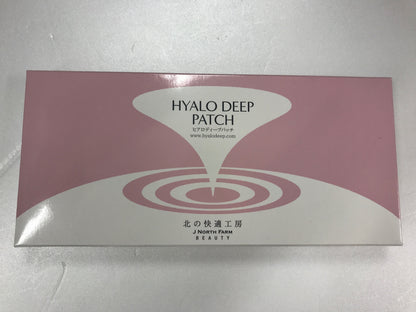 HYALO DEEP
PATCH
ヒアロディープパッチ
www.hyalodeep.com
北の快適工房
J NORTH FARM
BEAUTY